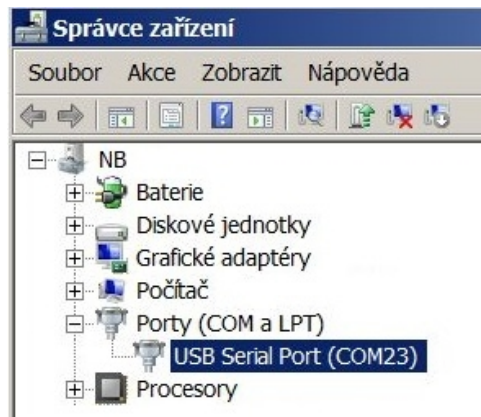 Správce zařízení
Soubor Akce Zobrazit Nápověda
NB
Baterie
Diskové jednotky
Grafické adaptéry
Počítač
Porty (COM a LPT)
USB Serial Port (COM23)
Procesory